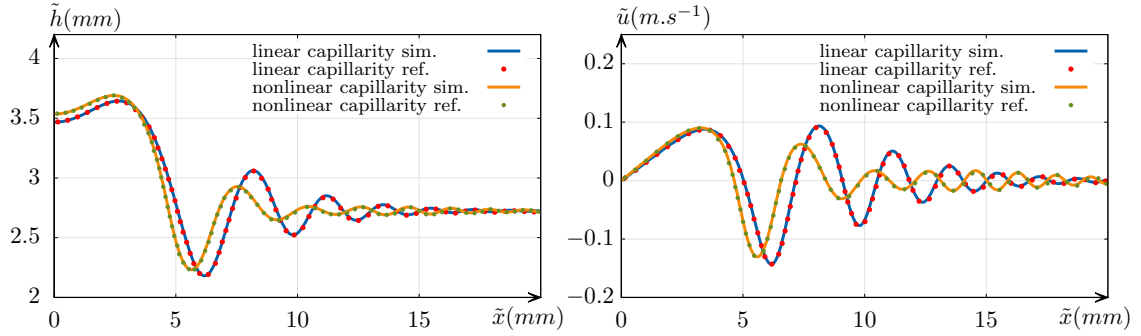 h̃(mm)
4
3.5
3
2.5
2
0
5
10
15
x̃(mm)
linear capillarity sim.
linear capillarity ref.
nonlinear capillarity sim.
nonlinear capillarity ref.
ũ(m.s⁻¹)
0.2
0.1
0
−0.1
−0.2
0
5
10
15
x̃(mm)
linear capillarity sim.
linear capillarity ref.
nonlinear capillarity sim.
nonlinear capillarity ref.